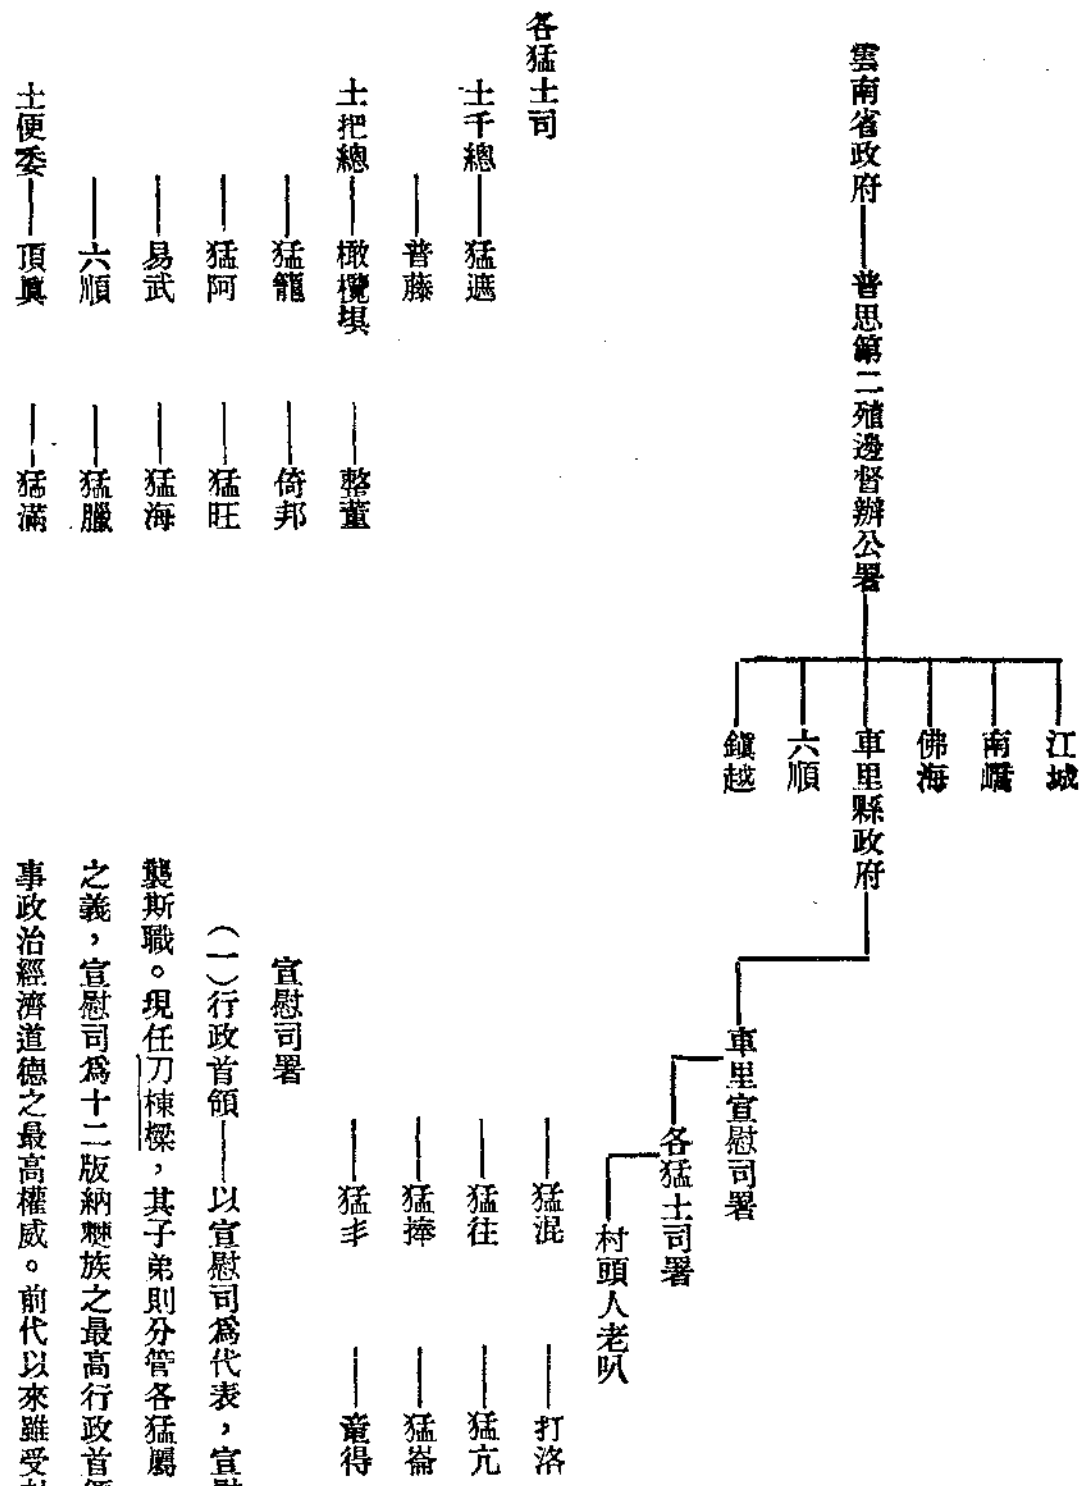 雲南省政府——普思第二殖邊督辦公署
江城
南嶠
佛海
車里縣政府
六順
鎮越
車里宣慰司署
各猛土司署
村頭人老叭
各猛土司
土千總——猛遮
——普藤
土把總——橄欖壩——整董
——猛龍——倚邦
——猛阿——猛旺
——易武——猛海
——六順——猛臘
土便委——頂眞——猛滿
——猛混——打洛
——猛往——猛亢
——猛捧——猛崙
——猛丰——竜得
宣慰司署
(一)行政首領——以宣慰司爲代表,宣慰
襲斯職。現任刀棟樑,其子弟則分管各猛屬
之義,宣慰司爲十二版納僰族之最高行政首領
事政治經濟道德之最高權威。前代以來雖受